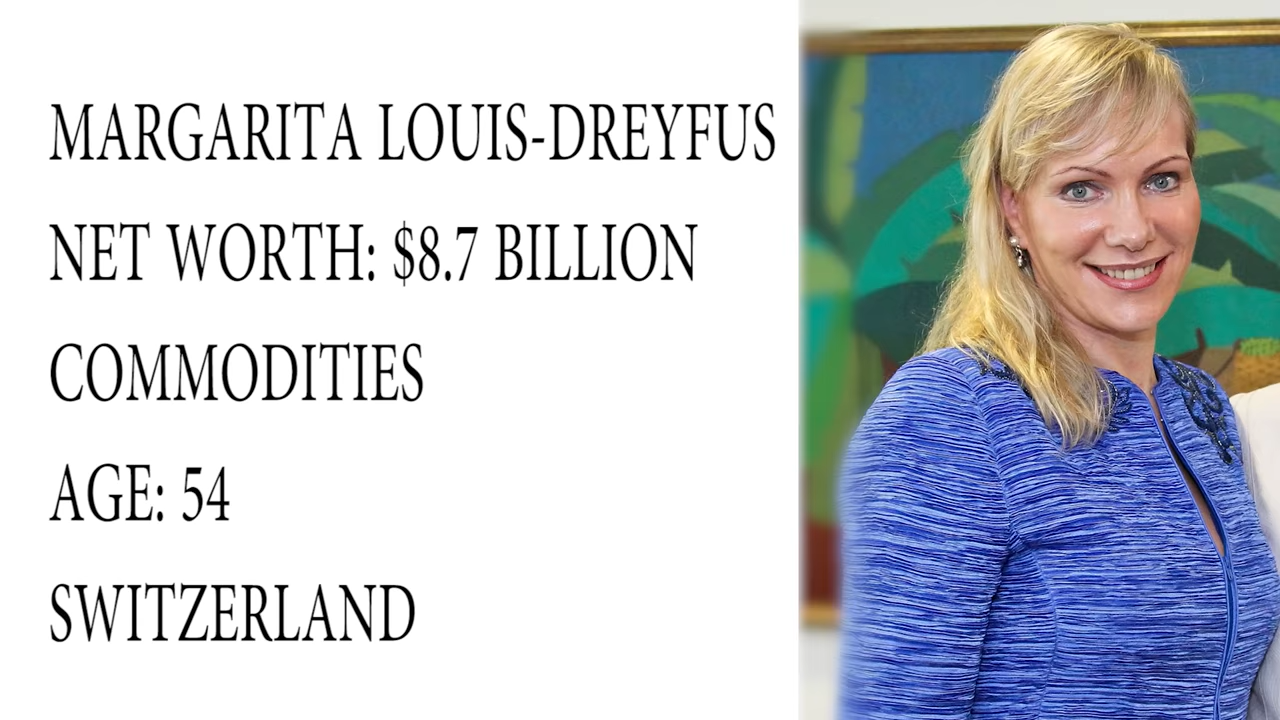 MARGARITA LOUIS-DREYFUS
NET WORTH: $8.7 BILLION
COMMODITIES
AGE: 54
SWITZERLAND